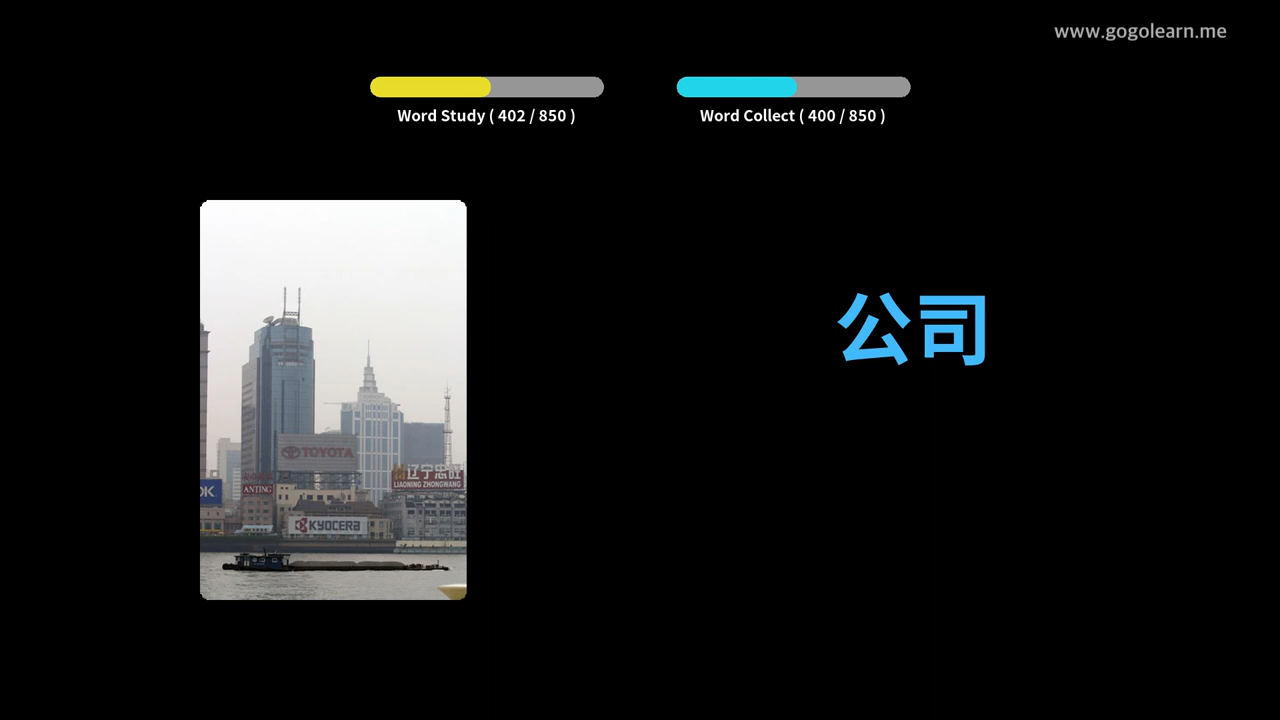 www.gogolearn.me
Word Study ( 402 / 850 )
Word Collect ( 400 / 850 )
公司
TOYOTA
辽宁忠旺
LIAONING ZHONGWANG
OK
ANTING
KYOCERA